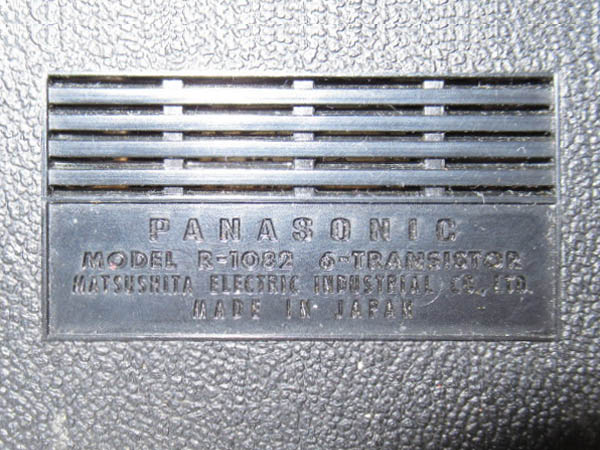 PANASONIC
MODEL R-1082 6-TRANSISTOR
MATSUSHITA ELECTRIC INDUSTRIAL CO., LTD.
MADE IN JAPAN